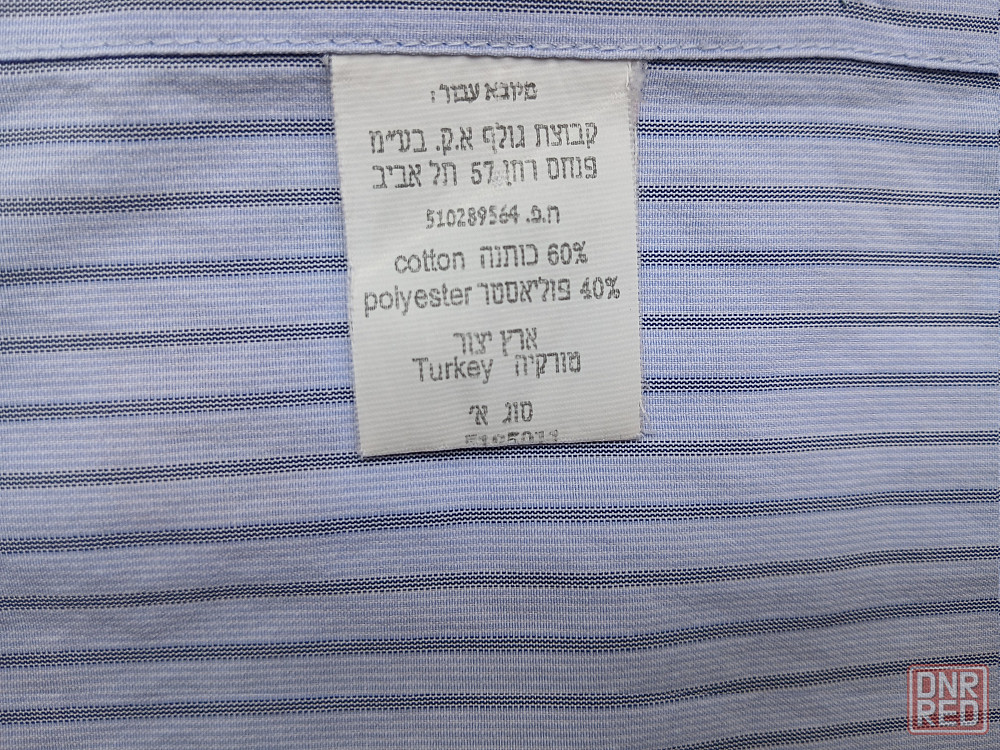 מיובא עבור:
קבוצת גולף א.ק. בע״מ
פנחס רוזן 57 תל אביב
ח.פ. 510289564
60% כותנה cotton
40% פוליאסטר polyester
ארץ יצור
טורקיה Turkey
סוג א׳
DNR
RED